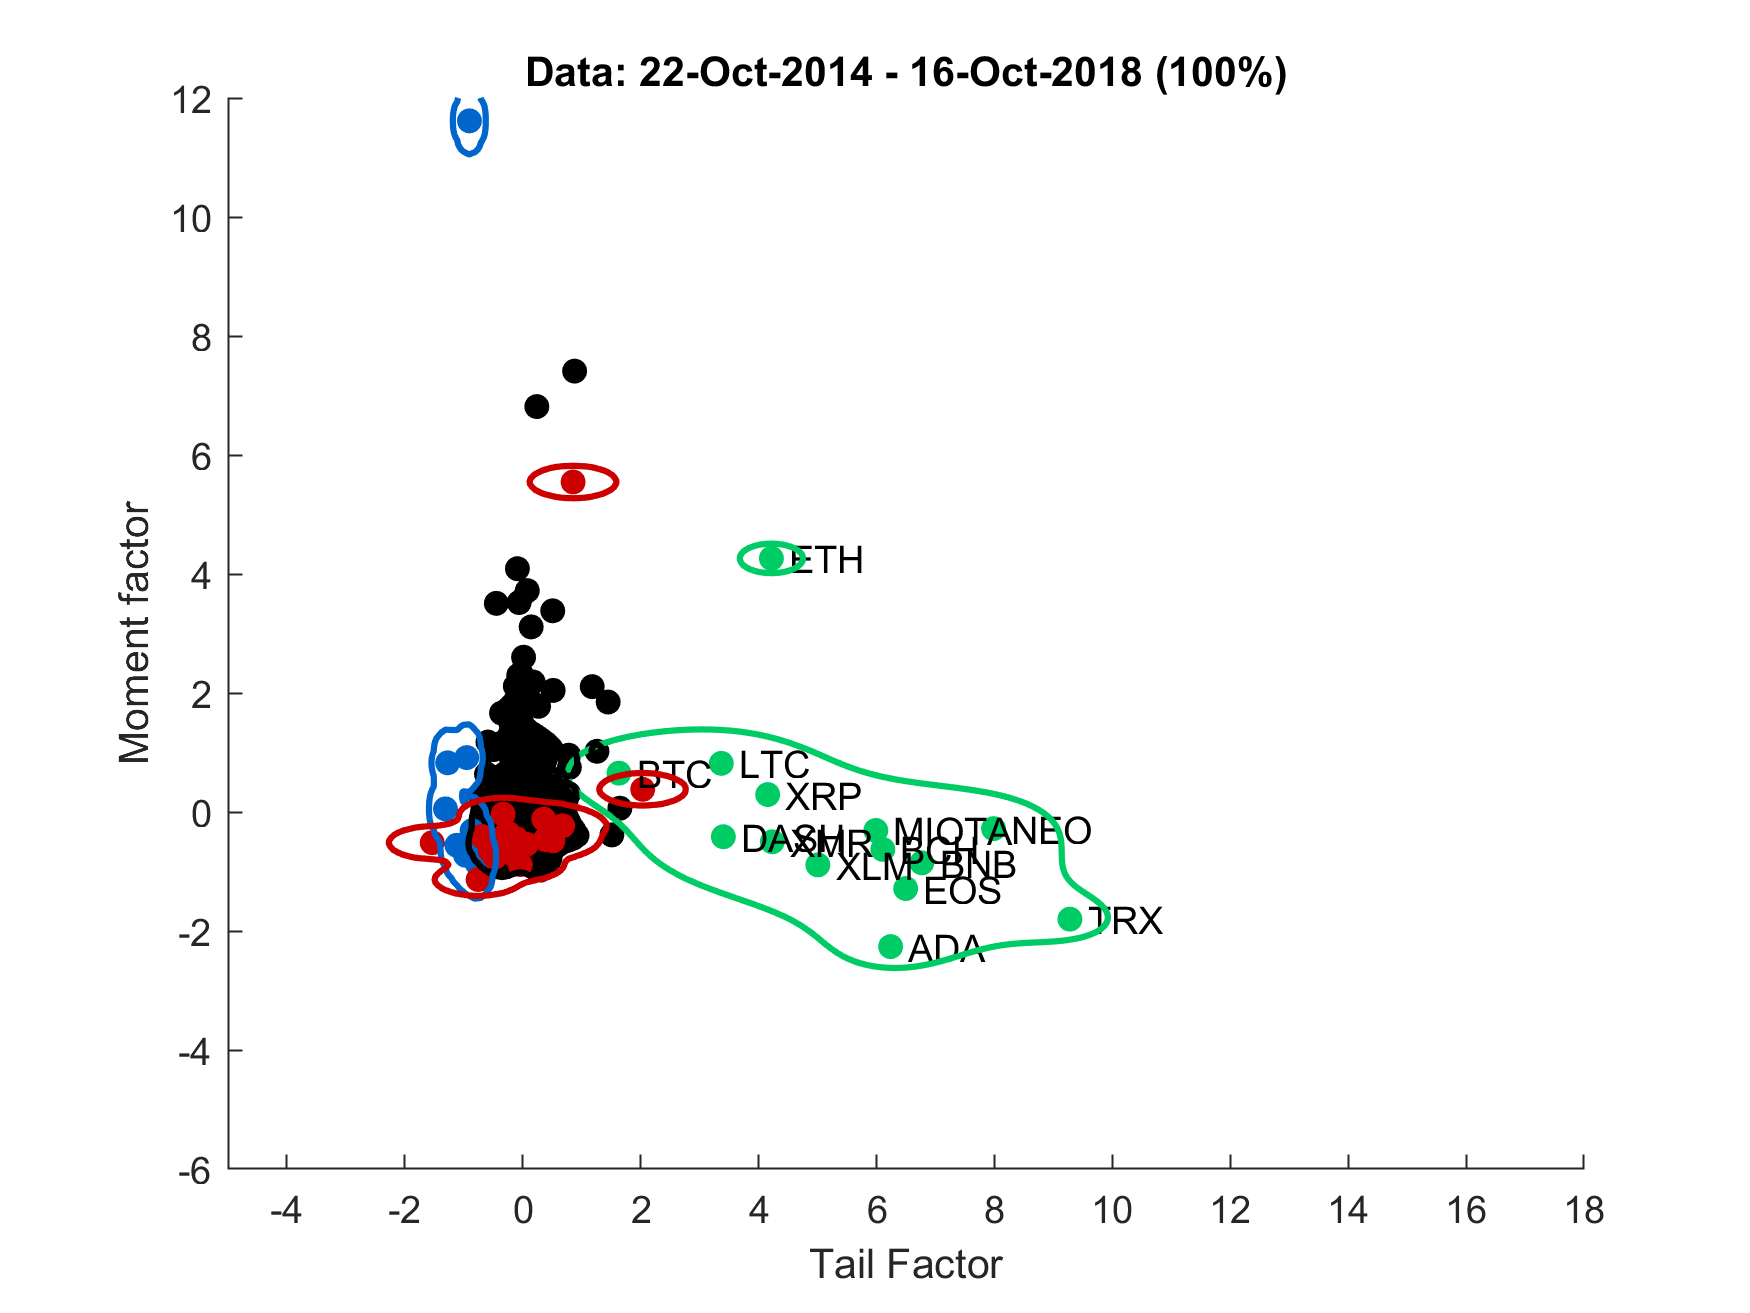 Data: 22-Oct-2014 - 16-Oct-2018 (100%)
12
10
8
6
4
2
0
-2
-4
-6
Moment factor
ETH
BTC
LTC
XRP
DASH
XMR
MIOTA
NEO
BCH
XLM
BNB
EOS
TRX
ADA
-4 -2 0 2 4 6 8 10 12 14 16 18
Tail Factor